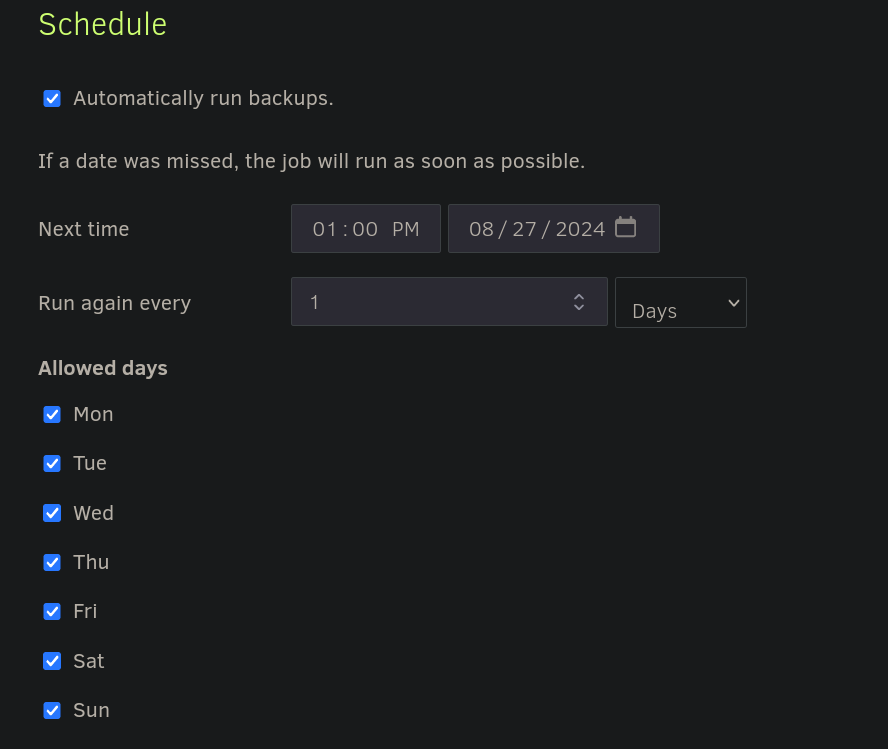 Schedule
Automatically run backups.
If a date was missed, the job will run as soon as possible.
Next time 01:00 PM 08/27/2024
Run again every 1 Days
Allowed days
Mon
Tue
Wed
Thu
Fri
Sat
Sun